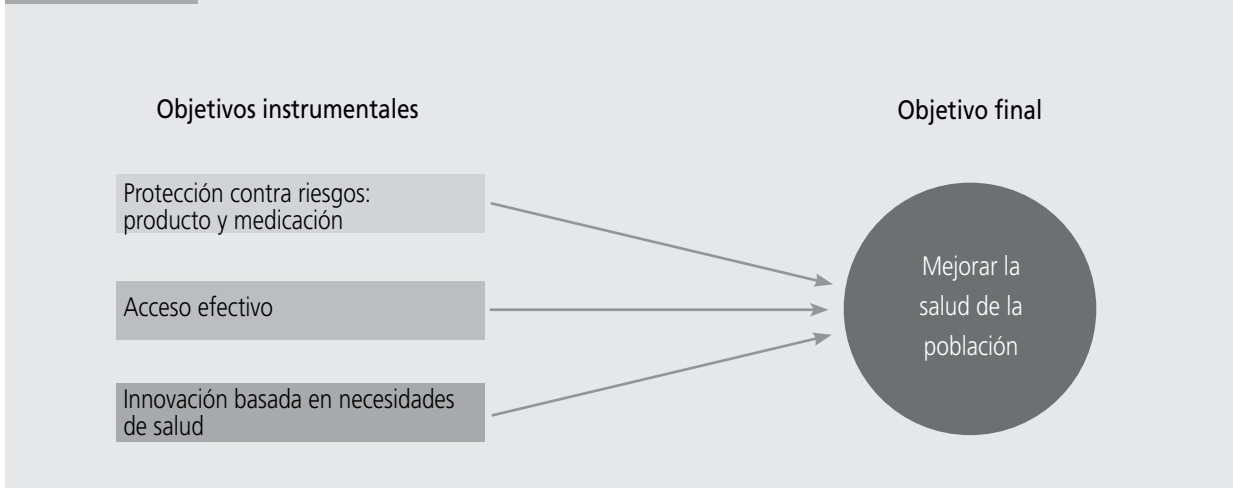 Objetivos instrumentales
Objetivo final
Protección contra riesgos:
producto y medicación
Acceso efectivo
Innovación basada en necesidades
de salud
Mejorar la
salud de la
población